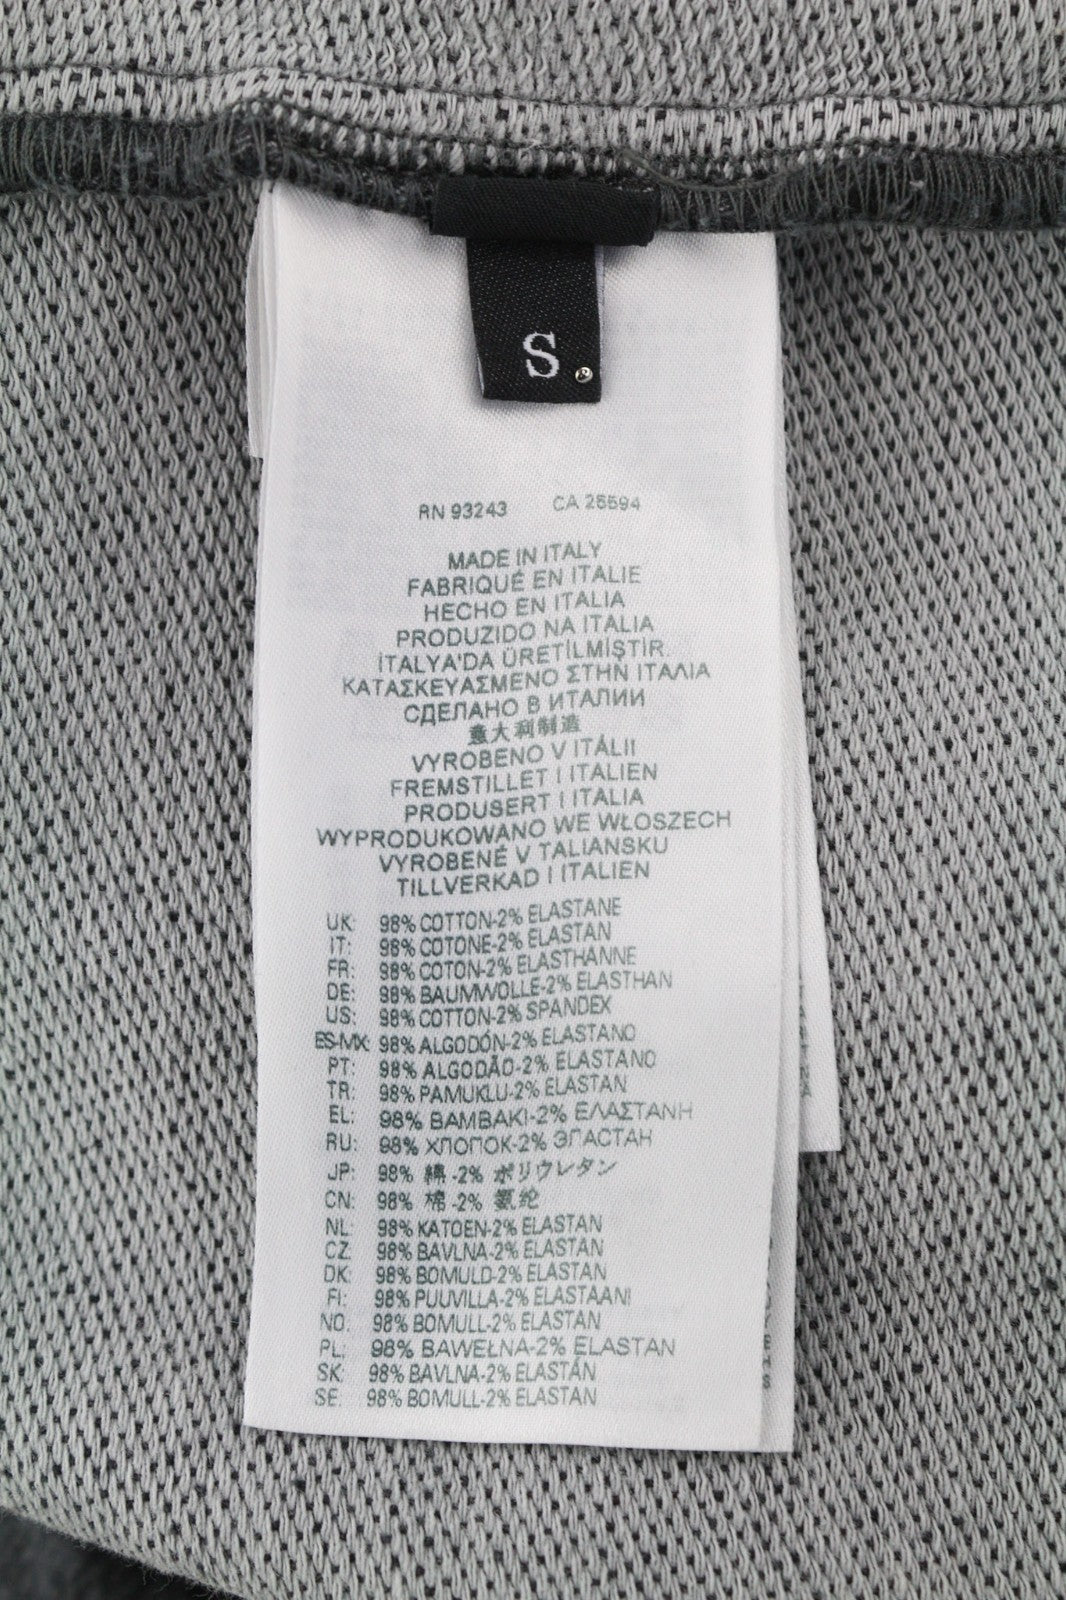 S
RN 93243 CA 25594
MADE IN ITALY
FABRIQUÉ EN ITALIE
HECHO EN ITALIA
PRODUZIDO NA ITALIA
İTALYA'DA ÜRETİLMİŞTİR.
ΚΑΤΑΣΚΕΥΑΣΜΕΝΟ ΣΤΗΝ ΙΤΑΛΙΑ
СДЕЛАНО В ИТАЛИИ
意大利制造
VYROBENO V ITÁLII
FREMSTILLET I ITALIEN
PRODUSERT I ITALIA
WYPRODUKOWANO WE WŁOSZECH
VYROBENÉ V TALIANSKU
TILLVERKAD I ITALIEN
UK: 98% COTTON-2% ELASTANE
IT: 98% COTONE-2% ELASTAN
FR: 98% COTON-2% ELASTHANNE
DE: 98% BAUMWOLLE-2% ELASTHAN
US: 98% COTTON-2% SPANDEX
ES-MX: 98% ALGODÓN-2% ELASTANO
PT: 98% ALGODÃO-2% ELASTANO
TR: 98% PAMUKLU-2% ELASTAN
EL: 98% ΒΑΜΒΑΚΙ-2% ΕΛΑΣΤΑΝΗ
RU: 98% ХЛОПОК-2% ЭЛАСТАН
JP: 98% 綿 -2% ポリウレタン
CN: 98% 棉 -2% 氨纶
NL: 98% KATOEN-2% ELASTAN
CZ: 98% BAVLNA-2% ELASTAN
DK: 98% BOMULD-2% ELASTAN
FI: 98% PUUVILLA-2% ELASTAANI
NO: 98% BOMULL-2% ELASTAN
PL: 98% BAWEŁNA-2% ELASTAN
SK: 98% BAVLNA-2% ELASTÁN
SE: 98% BOMULL-2% ELASTAN